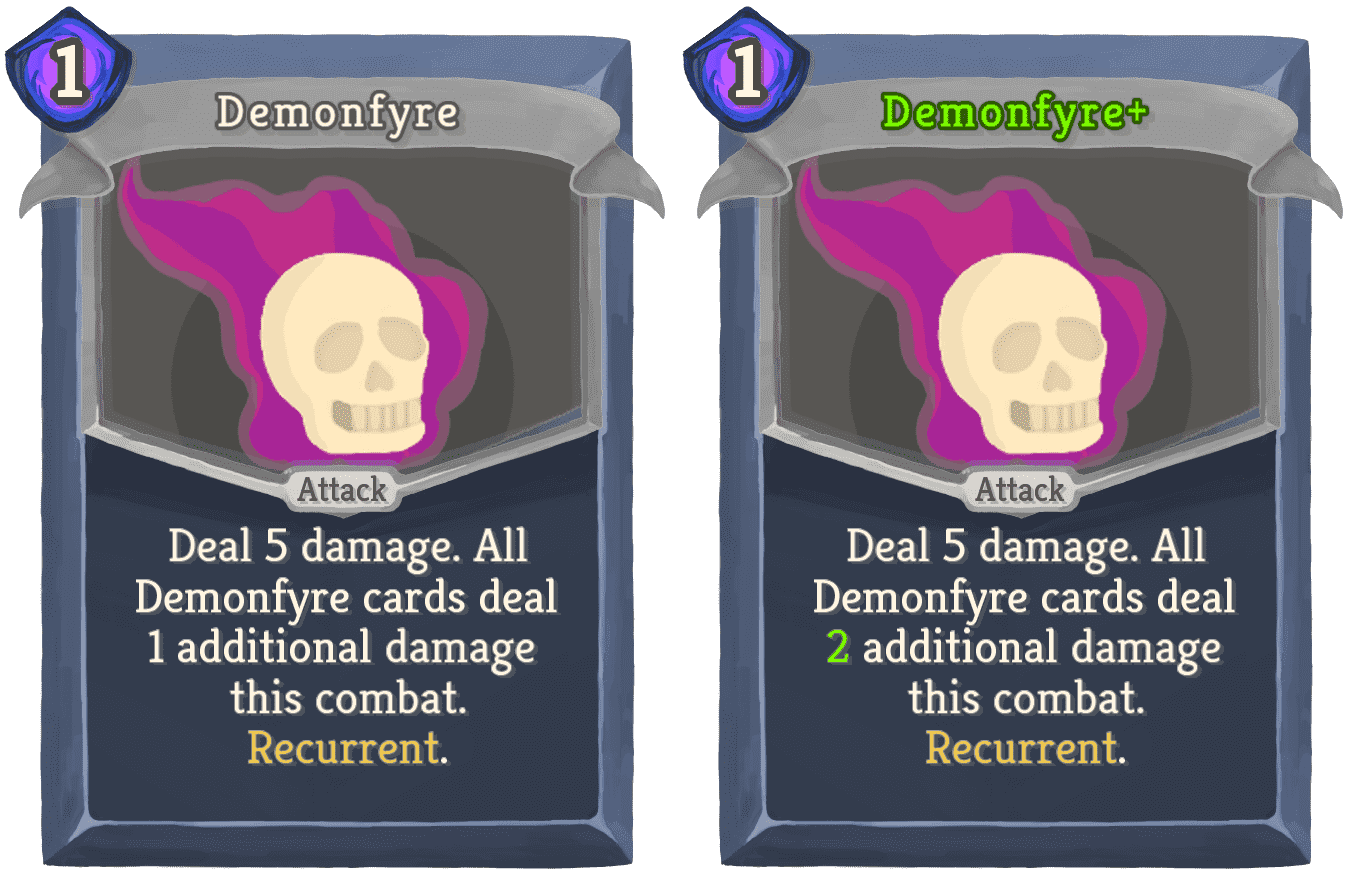 1
Demonfyre
Attack
Deal 5 damage. All
Demonfyre cards deal
1 additional damage
this combat.
Recurrent.
1
Demonfyre+
Attack
Deal 5 damage. All
Demonfyre cards deal
2 additional damage
this combat.
Recurrent.